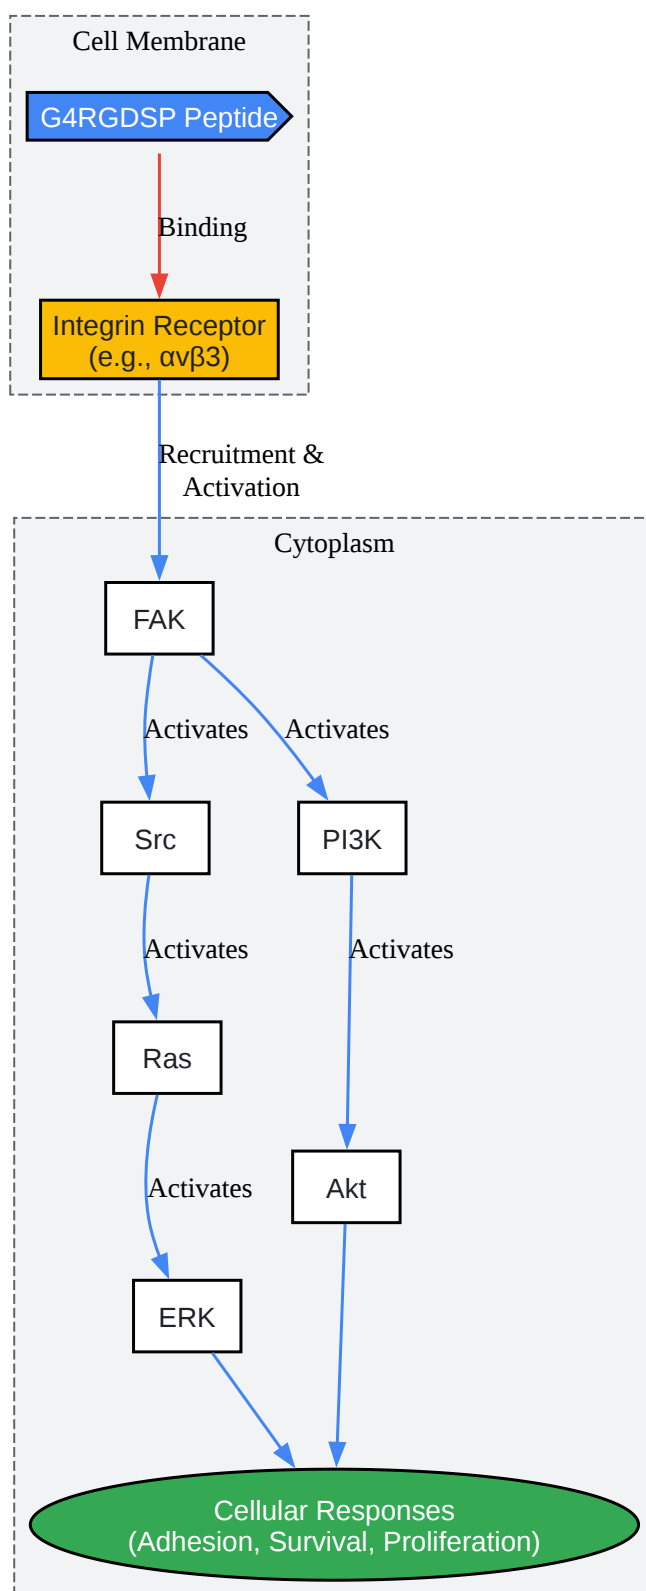 Cell Membrane
G4RGDSP Peptide
Binding
Integrin Receptor
(e.g., αvβ3)
Recruitment &
Activation
Cytoplasm
FAK
Activates
Activates
Src
PI3K
Activates
Activates
Ras
Activates
Akt
ERK
Cellular Responses
(Adhesion, Survival, Proliferation)